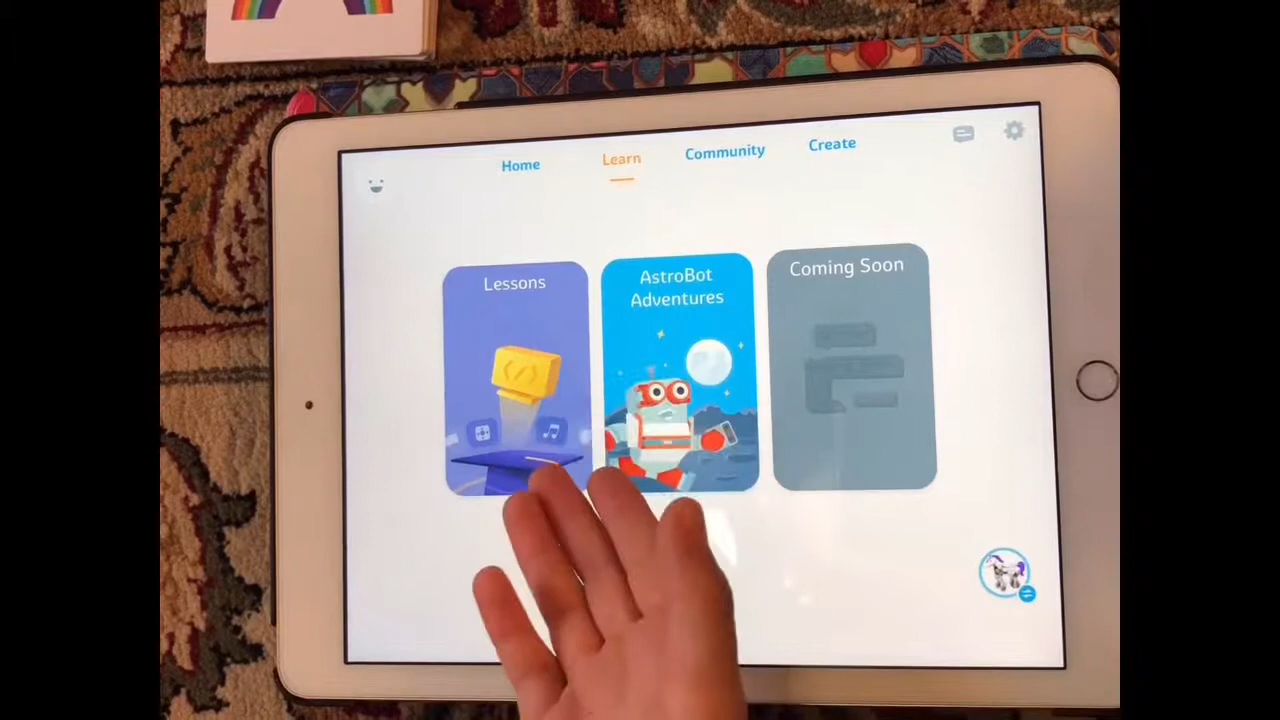 Home
Learn
Community
Create
Lessons
AstroBot
Adventures
Coming Soon